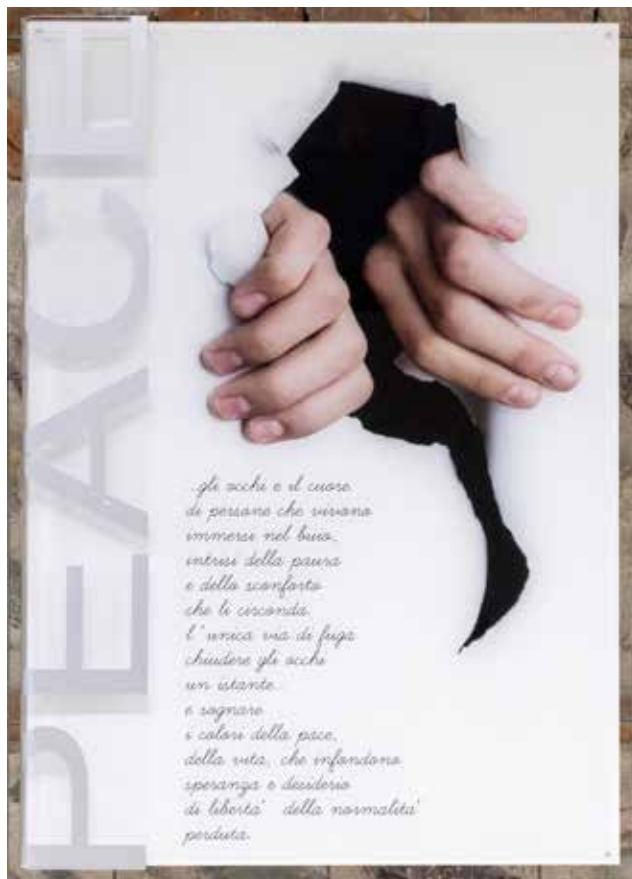 PEACE
..gli occhi e il cuore
di persone che vivono
immersi nel buio,
intrisi della paura
e dello sconforto
che li circonda.
l'unica via di fuga
chiudere gli occhi
un istante...
e sognare
i colori della pace,
della vita, che infondono
speranza e desiderio
di liberta' della normalita'
perduta.